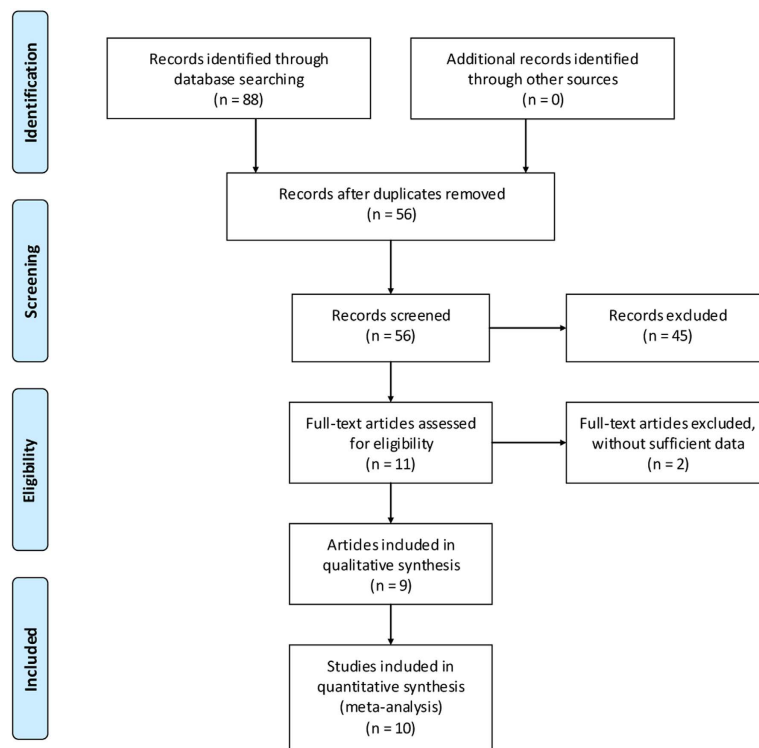 Identification
Records identified through
database searching
(n = 88)
Additional records identified
through other sources
(n = 0)
Records after duplicates removed
(n = 56)
Screening
Records screened
(n = 56)
Records excluded
(n = 45)
Eligibility
Full-text articles assessed
for eligibility
(n = 11)
Full-text articles excluded,
without sufficient data
(n = 2)
Articles included in
qualitative synthesis
(n = 9)
Included
Studies included in
quantitative synthesis
(meta-analysis)
(n = 10)